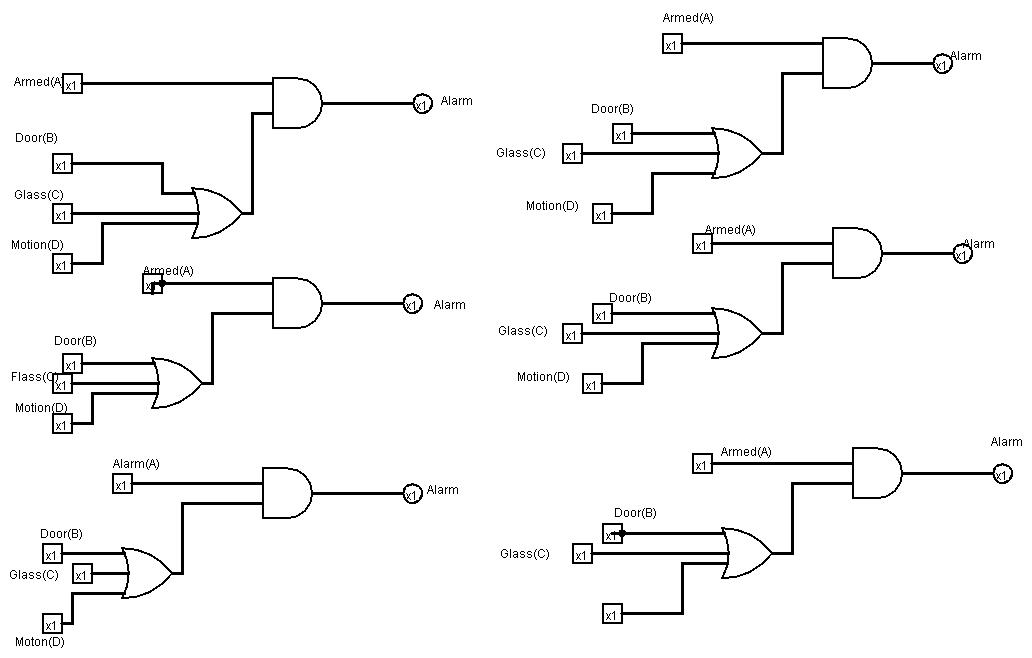 Armed(A)
x1
x1
Alarm
Door(B)
x1
Glass(C)
x1
Motion(D)
x1
Armed(A)
x1
x1
Alarm
Door(B)
x1
Flass(C)
x1
Motion(D)
x1
Alarm(A)
x1
x1
Alarm
Door(B)
x1
Glass(C)
x1
x1
Moton(D)
Armed(A)
x1
x1
Alarm
Door(B)
x1
Glass(C)
x1
Motion(D)
x1
Armed(A)
x1
x1
Alarm
Door(B)
x1
Glass(C)
x1
Motion(D)
x1
Armed(A)
x1
Alarm
x1
Door(B)
x1
Glass(C)
x1
x1